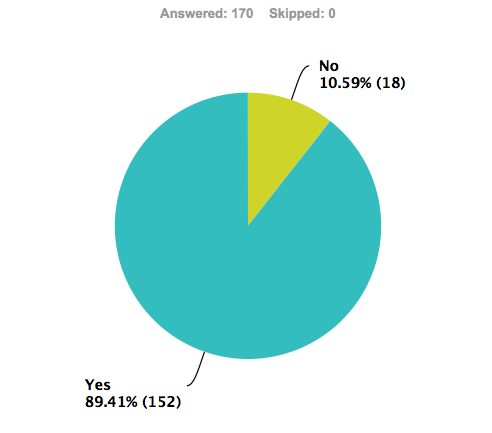 Answered: 170    Skipped: 0
No
10.59% (18)
Yes
89.41% (152)